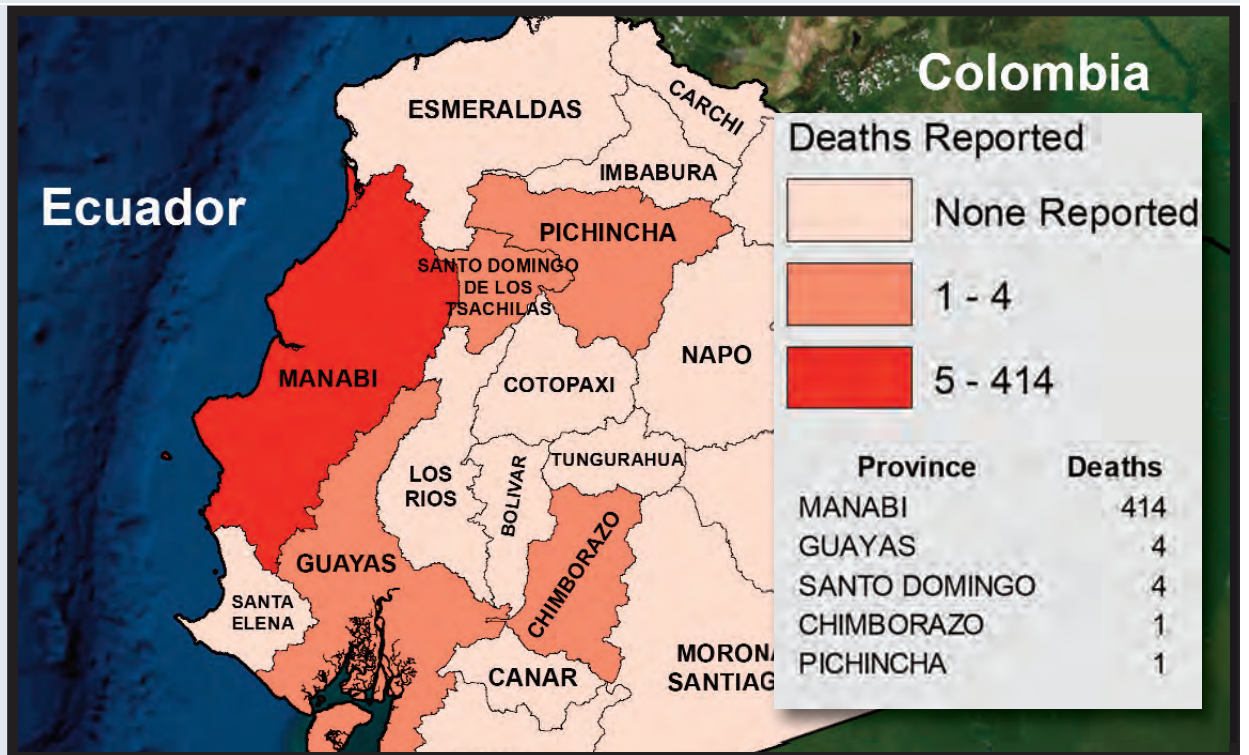 Ecuador
Colombia
ESMERALDAS
CARCHI
IMBABURA
PICHINCHA
SANTO DOMINGO
DE LOS
TSACHILAS
MANABI
COTOPAXI
NAPO
LOS
RIOS
BOLIVAR
TUNGURAHUA
GUAYAS
CHIMBORAZO
SANTA
ELENA
CANAR
Deaths Reported
None Reported
1 - 4
5 - 414
Province Deaths
MANABI 414
GUAYAS 4
SANTO DOMINGO 4
CHIMBORAZO 1
PICHINCHA 1